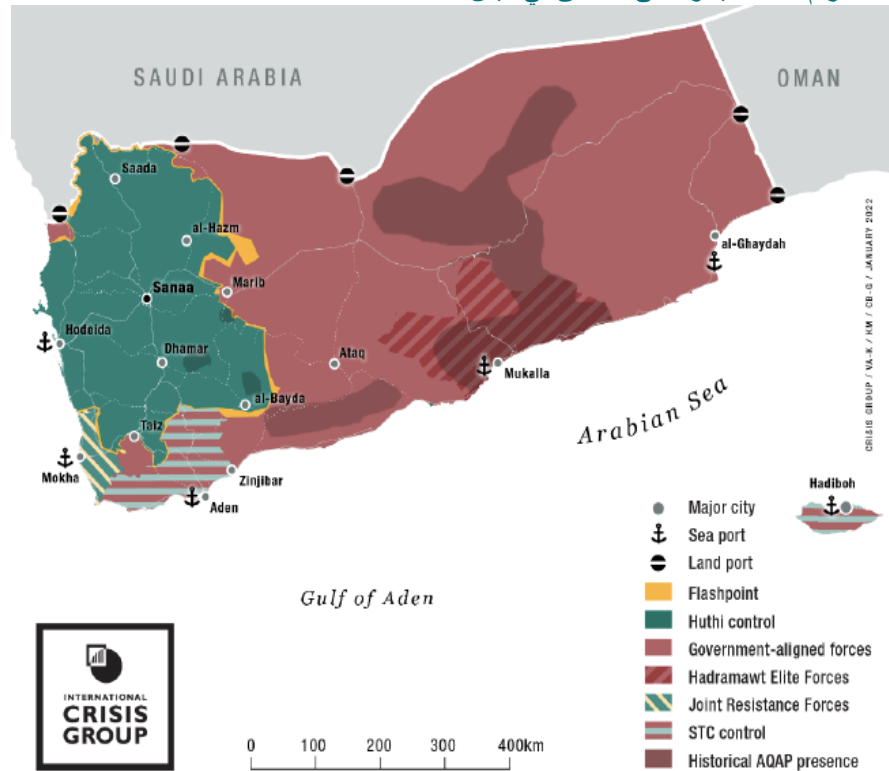 SAUDI ARABIA
OMAN
Saada
al-Hazm
al-Ghaydah
Sanaa
Marib
Hodeida
Dhamar
Ataq
Mukalla
al-Bayda
Arabian Sea
Taiz
Mokha
Zinjibar
Aden
Hadiboh
Gulf of Aden
CRISIS GROUP / VA-K / KM / CB-G / JANUARY 2022
Major city
Sea port
Land port
Flashpoint
Huthi control
Government-aligned forces
Hadramawt Elite Forces
Joint Resistance Forces
STC control
Historical AQAP presence
INTERNATIONAL
CRISIS
GROUP
0 100 200 300 400km